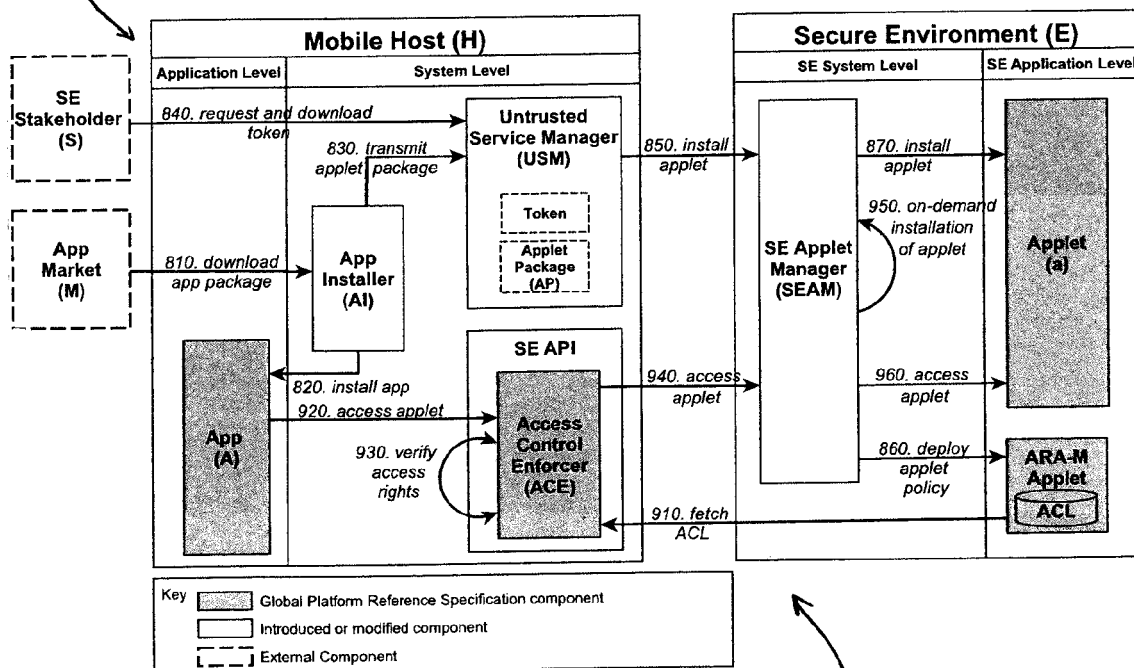 Mobile Host (H)
Secure Environment (E)
Application Level
System Level
SE System Level
SE Application Level
SE
Stakeholder
(S)
840. request and download
token
Untrusted
Service Manager
(USM)
830. transmit
applet package
850. install
applet
870. install
applet
Token
Applet
Package
(AP)
950. on-demand
installation
of applet
App
Market
(M)
810. download
app package
App
Installer
(AI)
SE Applet
Manager
(SEAM)
Applet
(a)
SE API
820. install app
940. access
applet
960. access
applet
920. access applet
App
(A)
930. verify
access
rights
Access
Control
Enforcer
(ACE)
860. deploy
applet
policy
ARA-M
Applet
ACL
910. fetch
ACL
Key
Global Platform Reference Specification component
Introduced or modified component
External Component